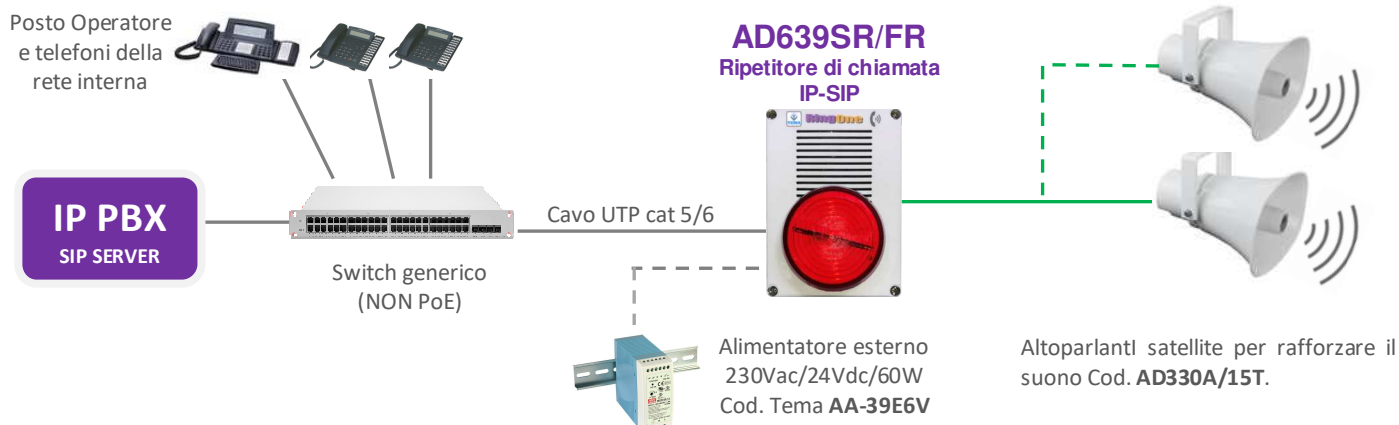 Posto Operatore
e telefoni della
rete interna
AD639SR/FR
Ripetitore di chiamata
IP-SIP
RingOne
IP PBX
SIP SERVER
Cavo UTP cat 5/6
Switch generico
(NON PoE)
Alimentatore esterno
230Vac/24Vdc/60W
Cod. Tema AA-39E6V
AltoparlantI satellite per rafforzare il
suono Cod. AD330A/15T.